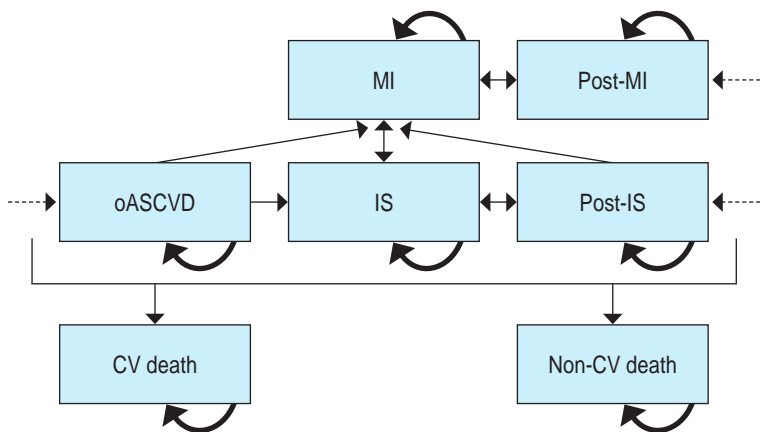 MI
Post-MI
oASCVD
IS
Post-IS
CV death
Non-CV death